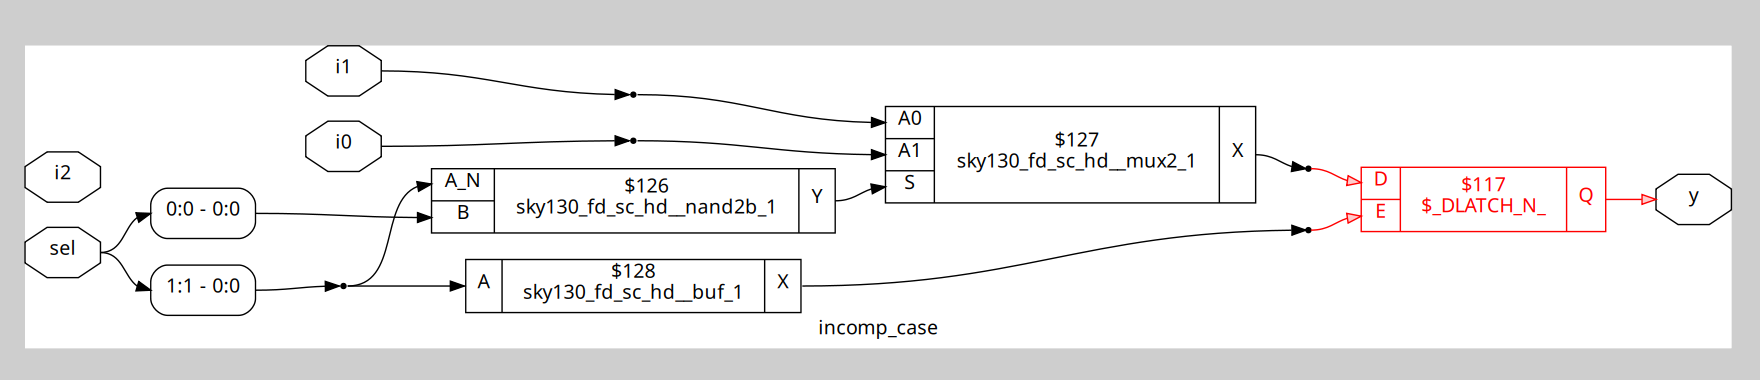 i1
i0
i2
sel
0:0 - 0:0
1:1 - 0:0
A_N
B
$126
sky130_fd_sc_hd__nand2b_1
Y
A
$128
sky130_fd_sc_hd__buf_1
X
A0
A1
S
$127
sky130_fd_sc_hd__mux2_1
X
D
E
$117
$_DLATCH_N_
Q
y
incomp_case